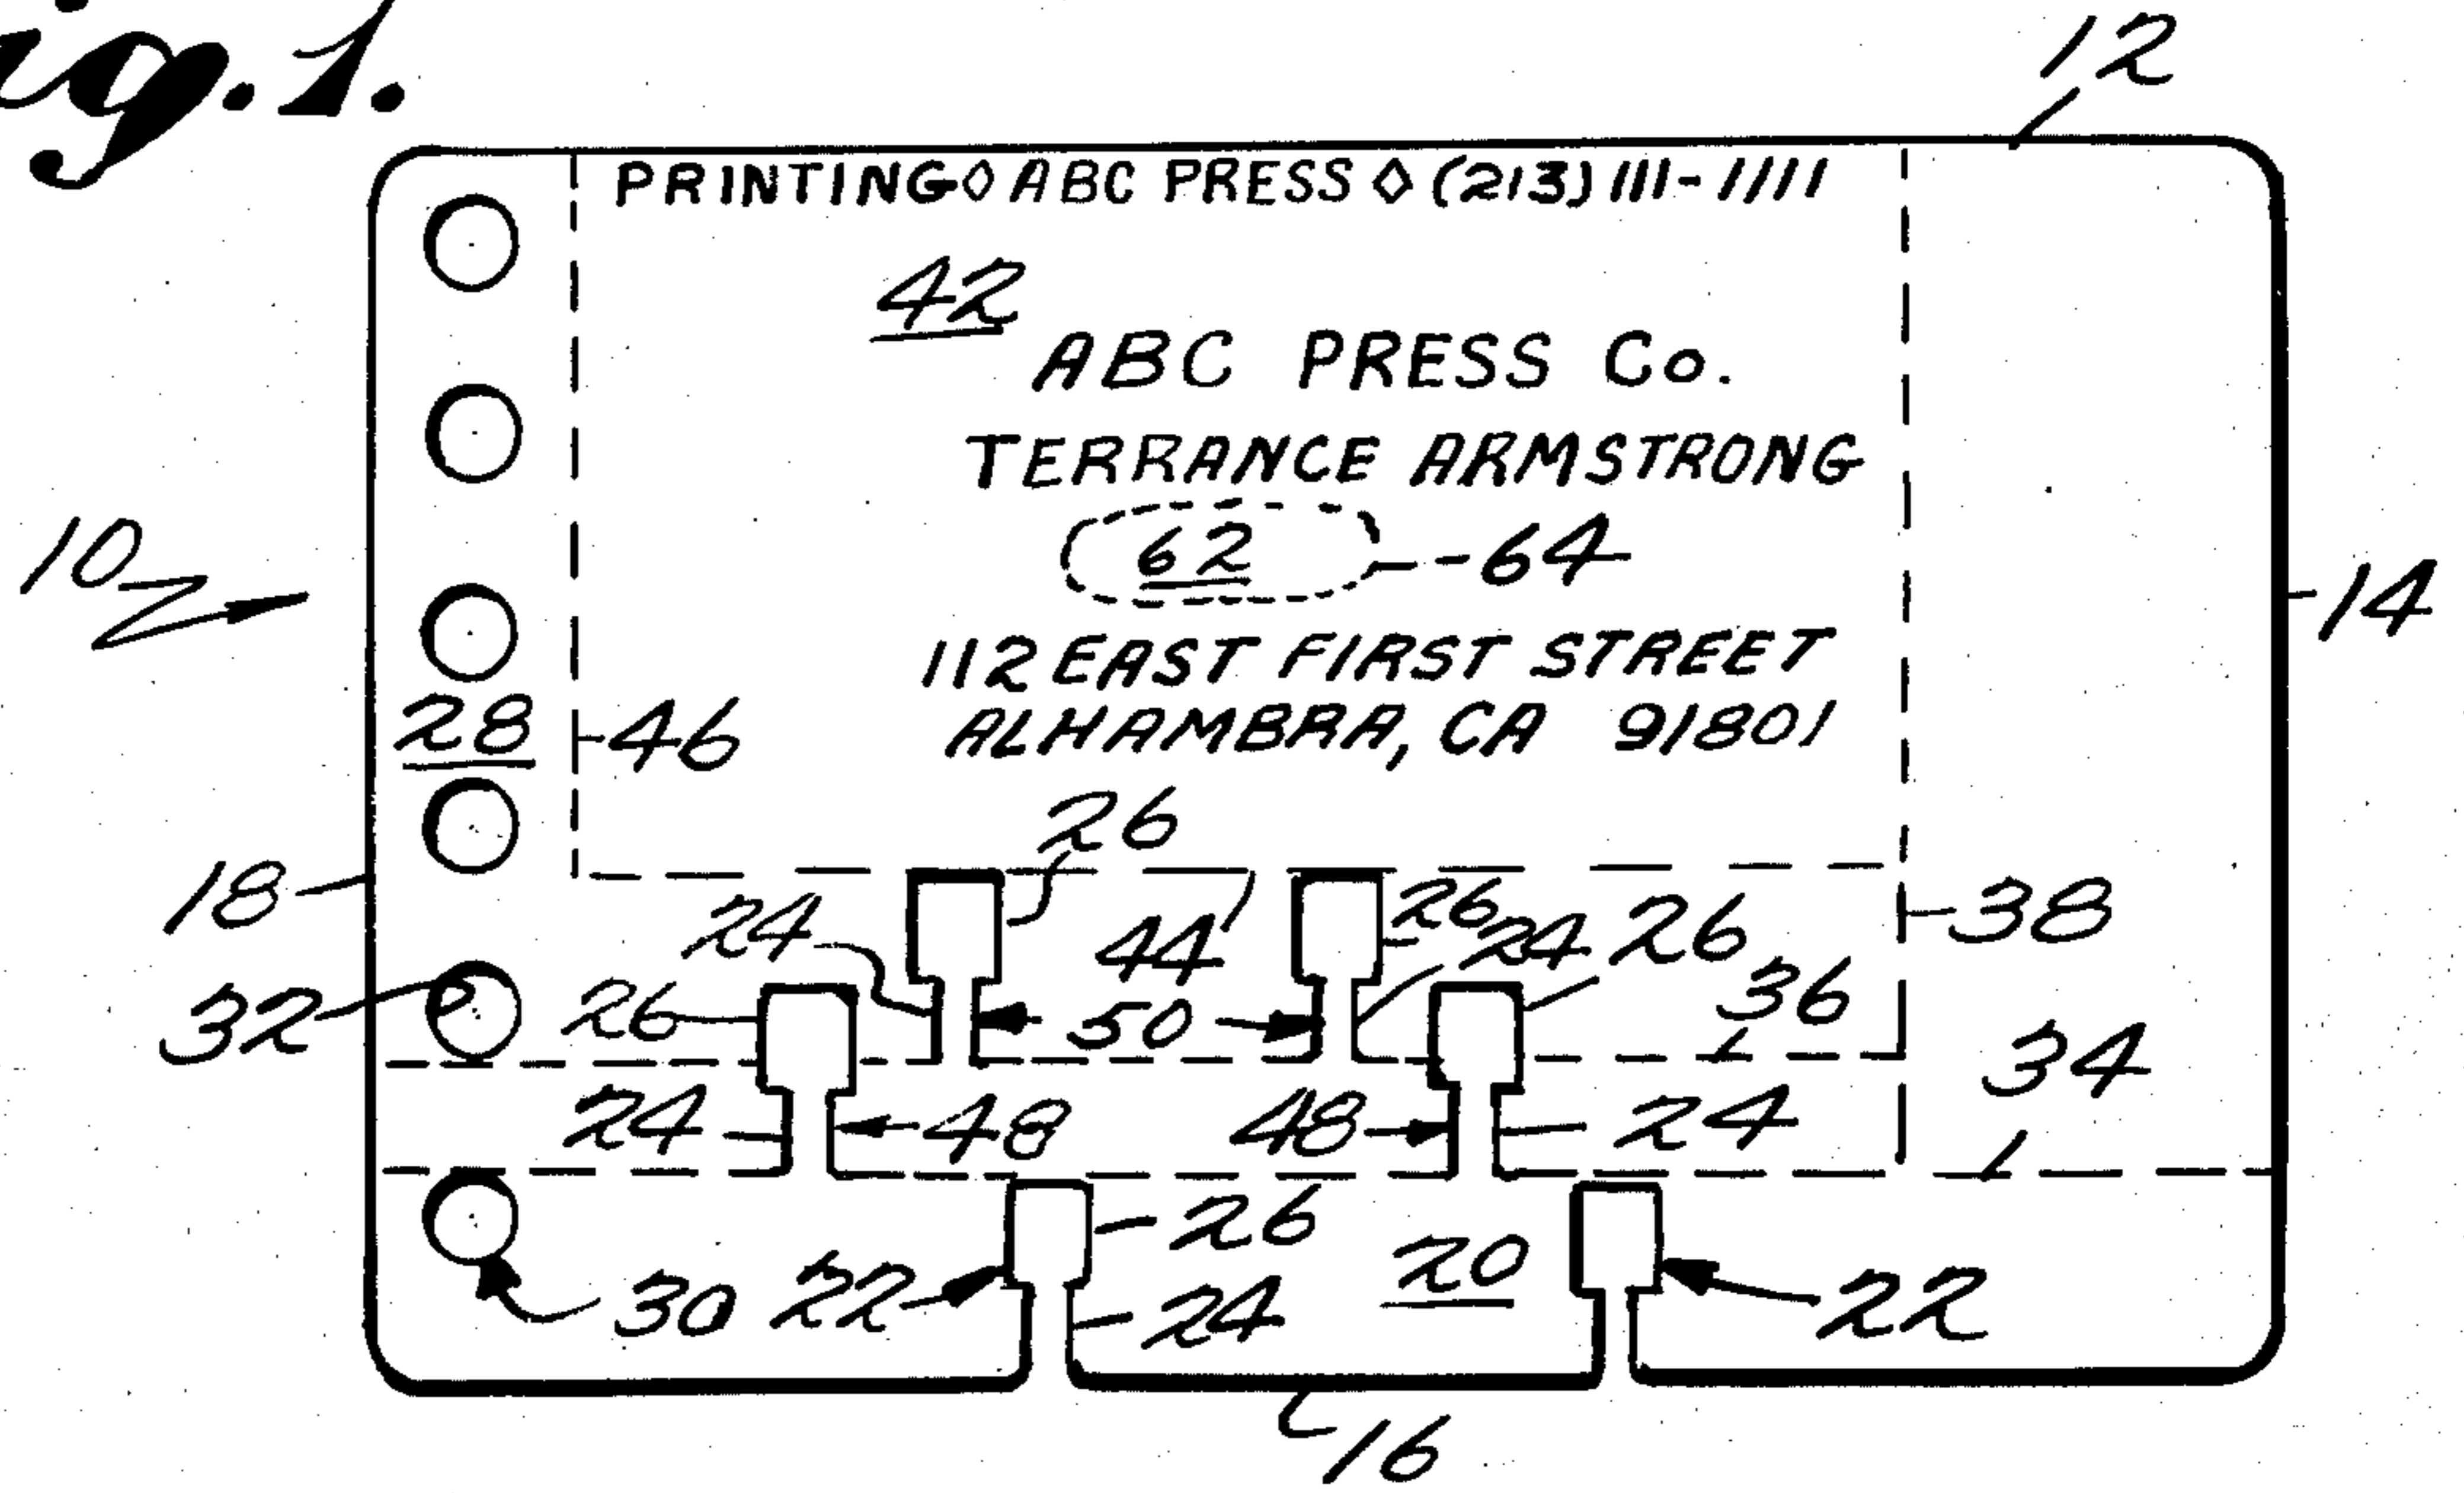 ig. 1.
12
PRINTING◊ABC PRESS◊(213)111-1111
42
ABC PRESS Co.
TERRANCE ARMSTRONG
10
62 64
14
112 EAST FIRST STREET
ALHAMBRA, CA 91801
28 46
26
18 24 44 26 24 26 38
32 26 50 36
34
24 48 48 24
26
30 22 24 20 22
16